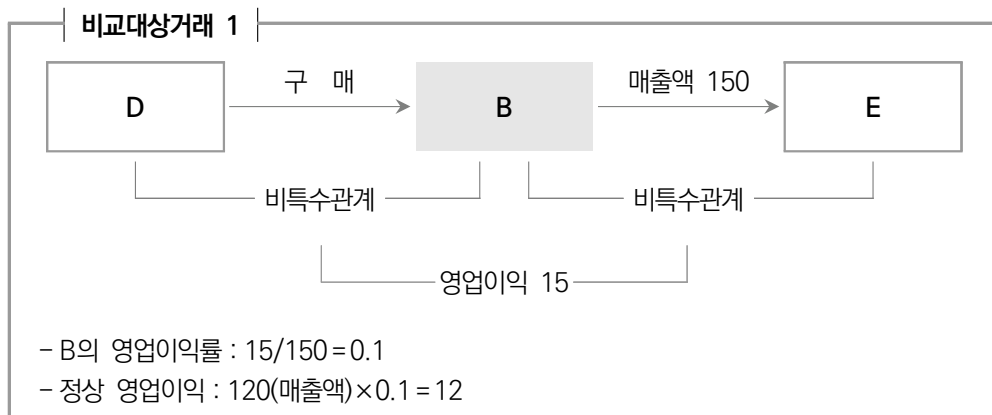 비교대상거래 1
구 매 매출액 150
D B E
비특수관계 비특수관계
영업이익 15
- B의 영업이익률 : 15/150=0.1
- 정상 영업이익 : 120(매출액)×0.1=12